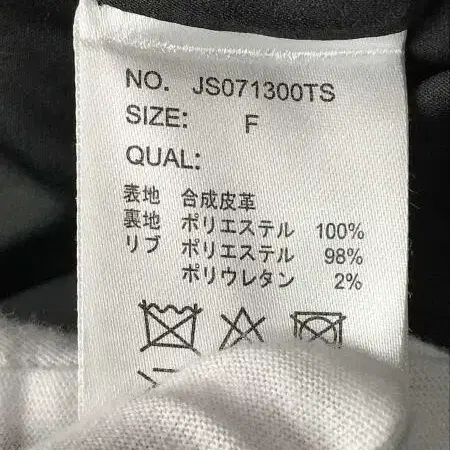 NO. JS071300TS
SIZE: F
QUAL:
表地 合成皮革
裏地 ポリエステル 100%
リブ ポリエステル 98%
ポリウレタン 2%